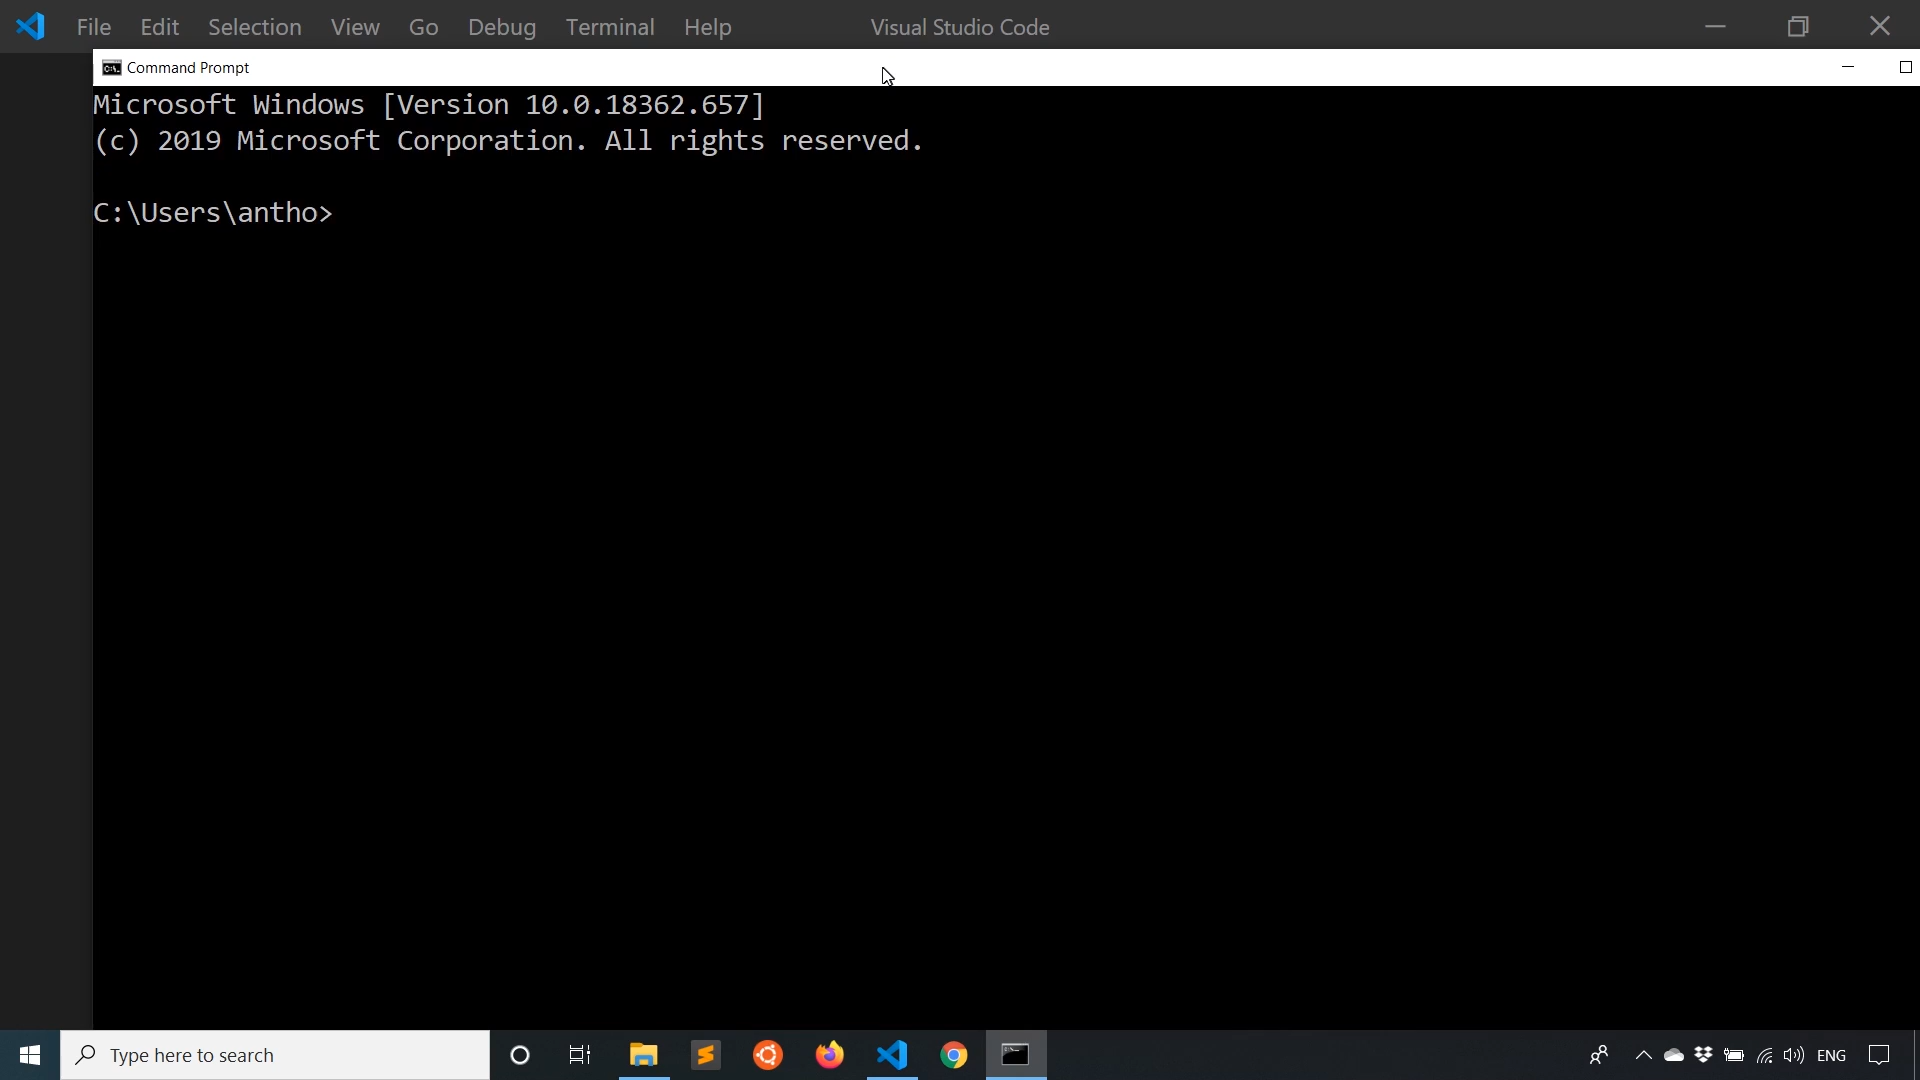 File Edit Selection View Go Debug Terminal Help Visual Studio Code
Command Prompt
Microsoft Windows [Version 10.0.18362.657]
(c) 2019 Microsoft Corporation. All rights reserved.
C:\Users\antho>
Type here to search
ENG